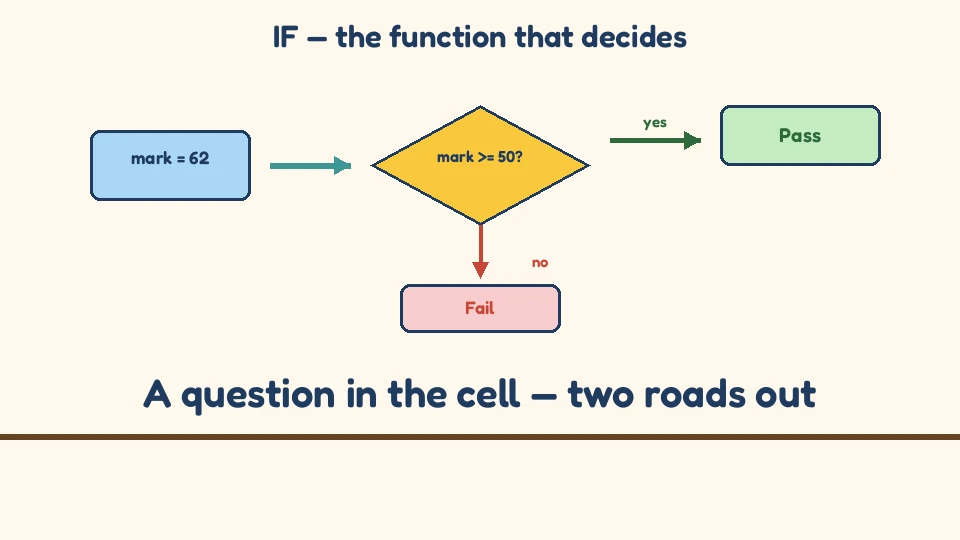 IF — the function that decides
mark = 62
mark >= 50?
yes
Pass
no
Fail
A question in the cell — two roads out